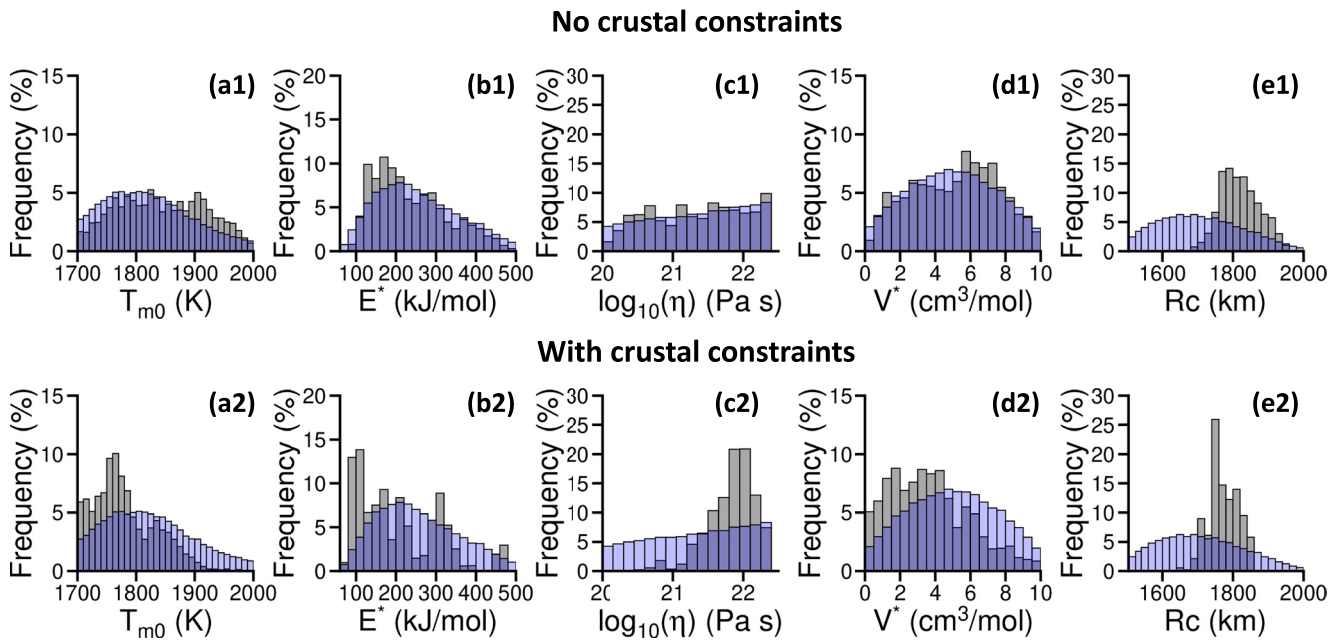 No crustal constraints
(a1)
Frequency (%)
15
10
5
0
1700 1800 1900 2000
Tm0 (K)
(b1)
Frequency (%)
20
15
10
5
0
100 200 300 400 500
E* (kJ/mol)
(c1)
Frequency (%)
30
25
20
15
10
5
0
20 21 22
log10(η) (Pa s)
(d1)
Frequency (%)
15
10
5
0
0 2 4 6 8 10
V* (cm3/mol)
(e1)
Frequency (%)
30
25
20
15
10
5
0
1600 1800 2000
Rc (km)
With crustal constraints
(a2)
Frequency (%)
15
10
5
0
1700 1800 1900 2000
Tm0 (K)
(b2)
Frequency (%)
20
15
10
5
0
100 200 300 400 500
E* (kJ/mol)
(c2)
Frequency (%)
30
25
20
15
10
5
0
21 22
log10(η) (Pa s)
(d2)
Frequency (%)
15
10
5
0
0 2 4 6 8 10
V* (cm3/mol)
(e2)
Frequency (%)
30
25
20
15
10
5
0
1600 1800 2000
Rc (km)